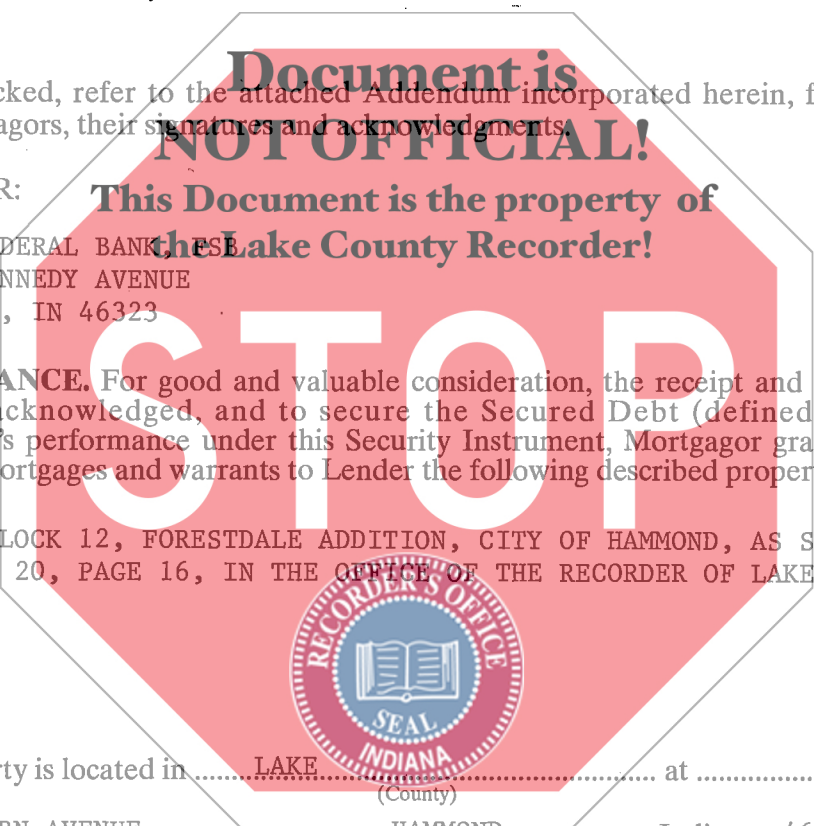 Document is
cked, refer to the attached Addendum incorporated herein, f
agors, their signatures and acknowledgments.
NOT OFFICIAL!
R:
This Document is the property of
DERAL BANK, FSB
the Lake County Recorder!
NNEDY AVENUE
, IN 46323
STOP
ANCE. For good and valuable consideration, the receipt and
acknowledged, and to secure the Secured Debt (defined
's performance under this Security Instrument, Mortgagor gra
ortgages and warrants to Lender the following described proper
LOCK 12, FORESTDALE ADDITION, CITY OF HAMMOND, AS S
20, PAGE 16, IN THE OFFICE OF THE RECORDER OF LAKE
RECORDER'S OFFICE
SEAL
INDIANA
rty is located in ........LAKE........ at ........
(County)
RN AVENUE HAMMOND